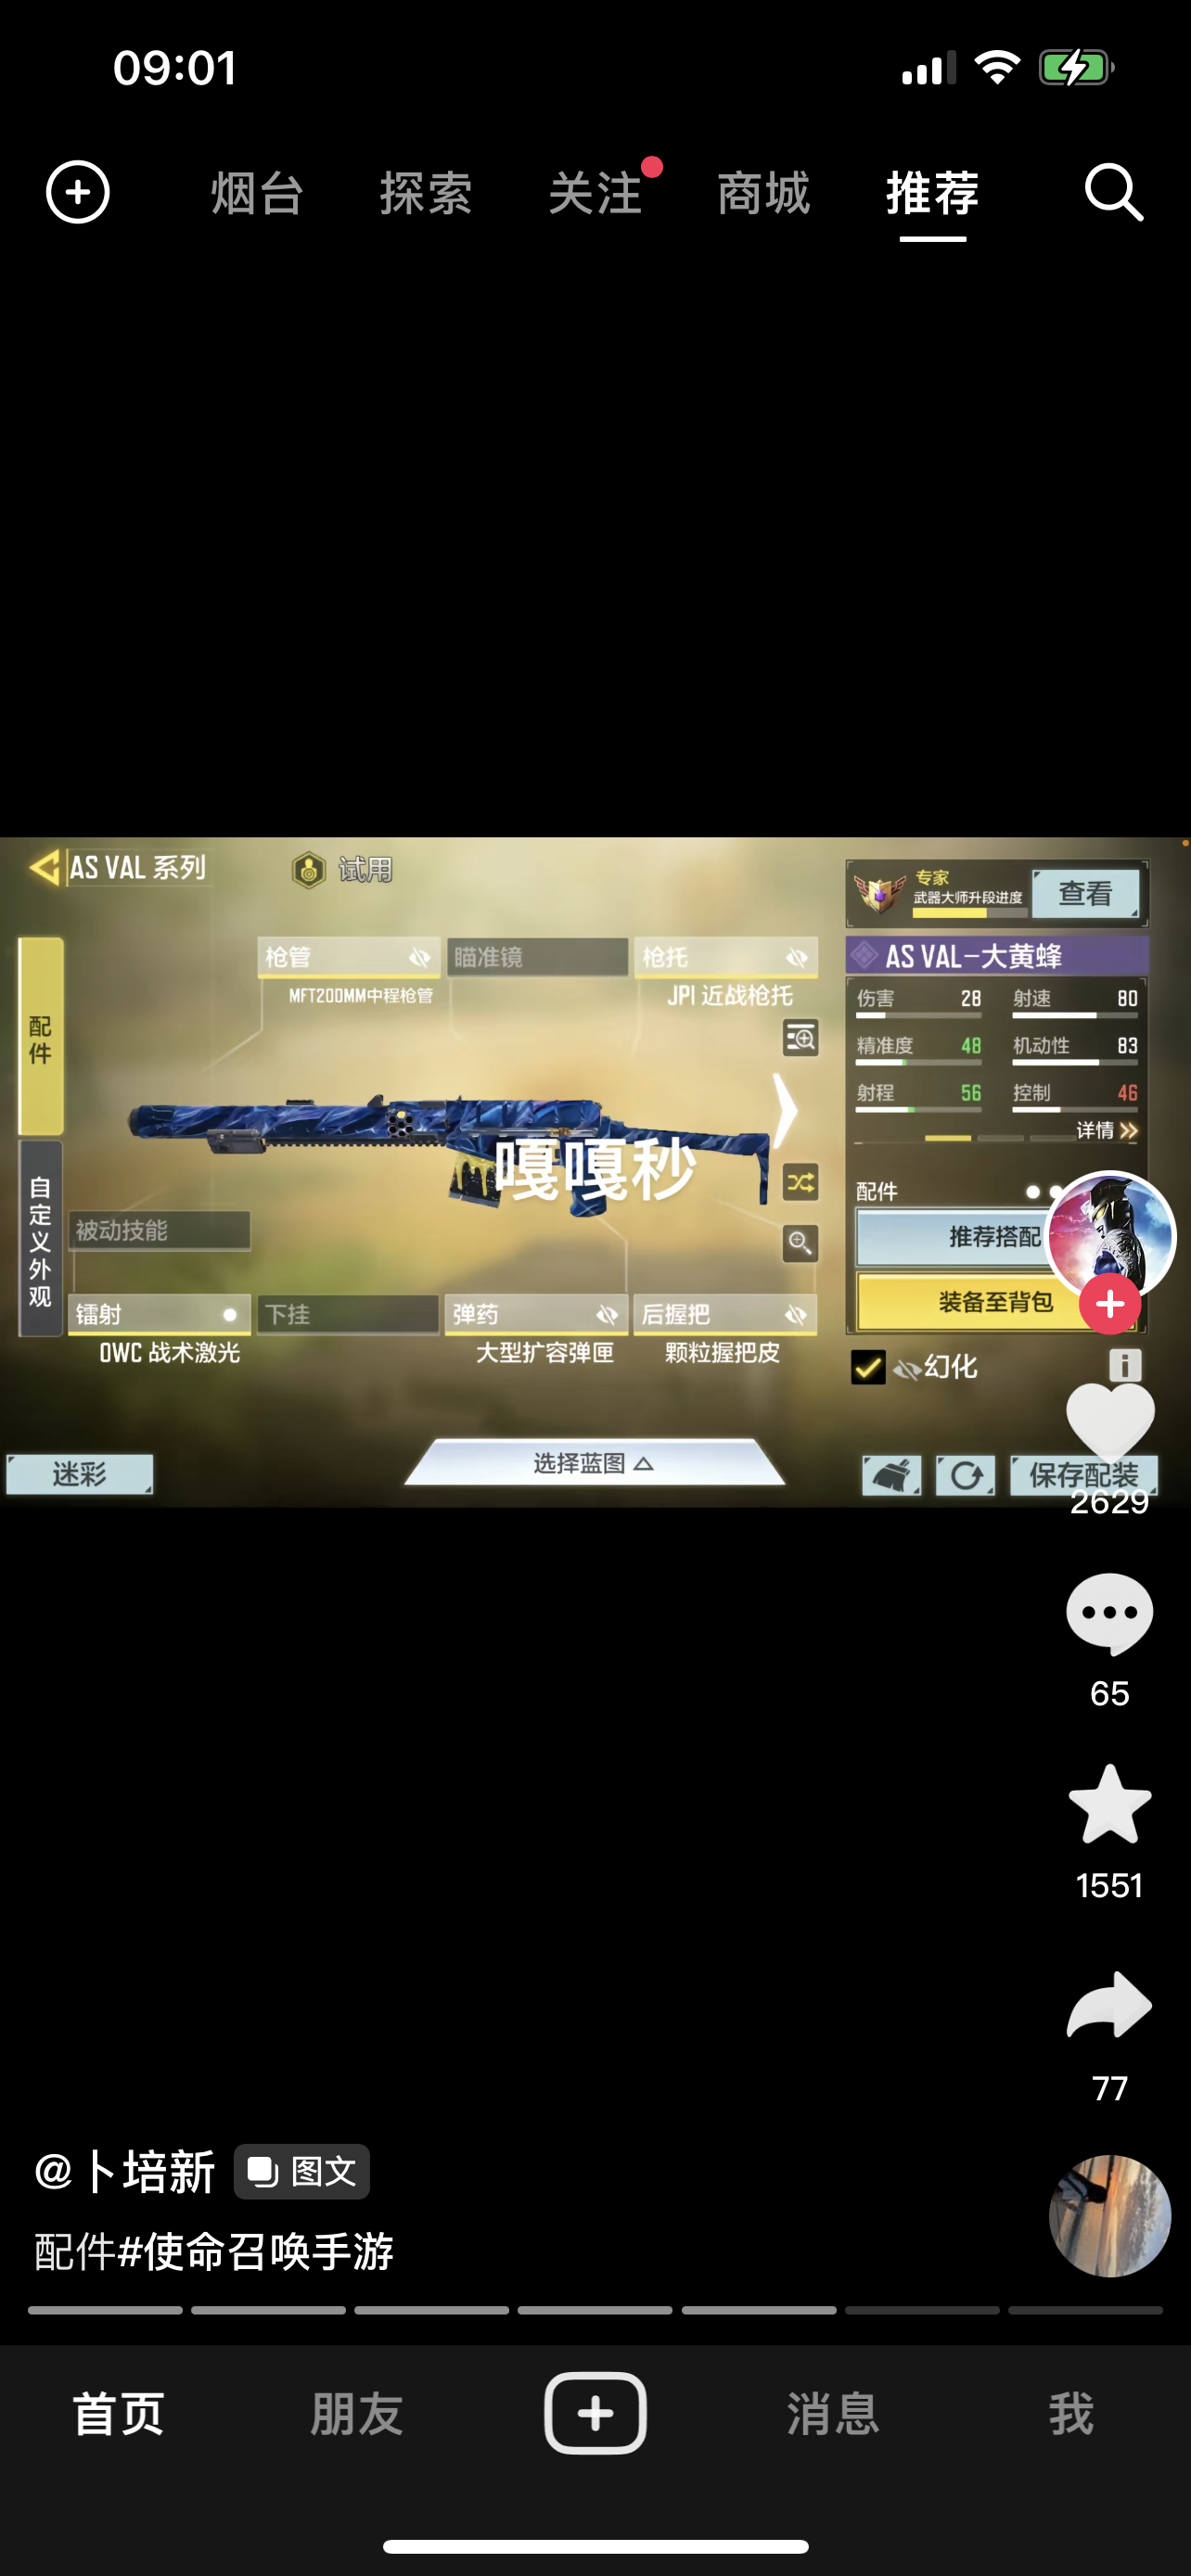 09:01
烟台 探索 关注 商城 推荐
AS VAL 系列
试用
专家
武器大师升段进度
查看
配件
自定义外观
枪管
MFT200MM中程枪管
瞄准镜
枪托
JPI 近战枪托
AS VAL-大黄蜂
伤害 28 射速 80
精准度 48 机动性 83
射程 56 控制 46
详情
嘎嘎秒
被动技能
配件
推荐搭配
装备至背包
镭射
OWC 战术激光
下挂
弹药
大型扩容弹匣
后握把
颗粒握把皮
幻化
迷彩
选择蓝图
保存配装
2629
65
1551
77
@卜培新 图文
配件#使命召唤手游
首页 朋友 消息 我